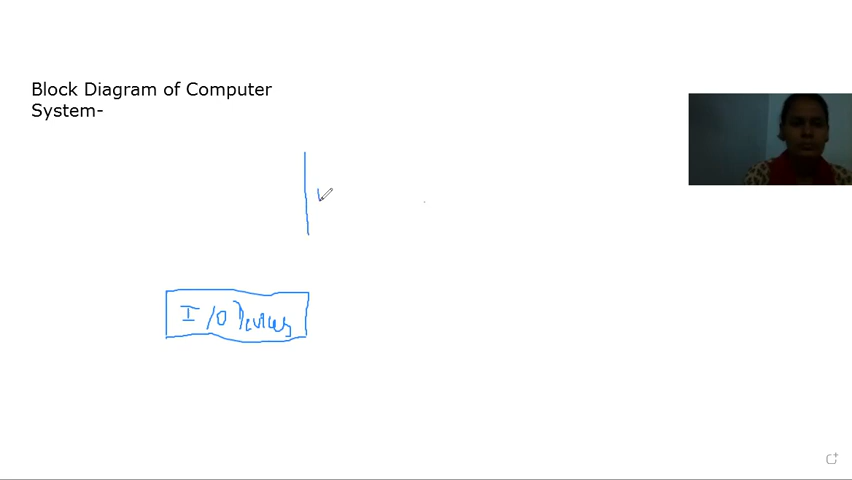 Block Diagram of Computer
System-
I/O Devices